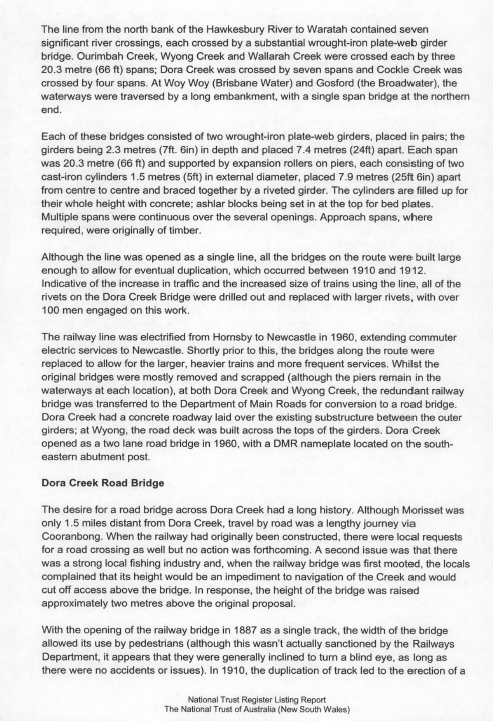 The line from the north bank of the Hawkesbury River to Waratah contained seven
significant river crossings, each crossed by a substantial wrought-iron plate-web girder
bridge. Ourimbah Creek, Wyong Creek and Wallarah Creek were crossed each by three
20.3 metre (66 ft) spans; Dora Creek was crossed by seven spans and Cockle Creek was
crossed by four spans. At Woy Woy (Brisbane Water) and Gosford (the Broadwater), the
waterways were traversed by a long embankment, with a single span bridge at the northern
end.

Each of these bridges consisted of two wrought-iron plate-web girders, placed in pairs; the
girders being 2.3 metres (7ft. 6in) in depth and placed 7.4 metres (24ft) apart. Each span
was 20.3 metre (66 ft) and supported by expansion rollers on piers, each consisting of two
cast-iron cylinders 1.5 metres (5ft) in external diameter, placed 7.9 metres (25ft 6in) apart
from centre to centre and braced together by a riveted girder. The cylinders are filled up for
their whole height with concrete; ashlar blocks being set in at the top for bed plates.
Multiple spans were continuous over the several openings. Approach spans, where
required, were originally of timber.

Although the line was opened as a single line, all the bridges on the route were built large
enough to allow for eventual duplication, which occurred between 1910 and 1912.
Indicative of the increase in traffic and the increased size of trains using the line, all of the
rivets on the Dora Creek Bridge were drilled out and replaced with larger rivets, with over
100 men engaged on this work.

The railway line was electrified from Hornsby to Newcastle in 1960, extending commuter
electric services to Newcastle. Shortly prior to this, the bridges along the route were
replaced to allow for the larger, heavier trains and more frequent services. Whilst the
original bridges were mostly removed and scrapped (although the piers remain in the
waterways at each location), at both Dora Creek and Wyong Creek, the redundant railway
bridge was transferred to the Department of Main Roads for conversion to a road bridge.
Dora Creek had a concrete roadway laid over the existing substructure between the outer
girders; at Wyong, the road deck was built across the tops of the girders. Dora Creek
opened as a two lane road bridge in 1960, with a DMR nameplate located on the south-
eastern abutment post.

Dora Creek Road Bridge

The desire for a road bridge across Dora Creek had a long history. Although Morisset was
only 1.5 miles distant from Dora Creek, travel by road was a lengthy journey via
Cooranbong. When the railway had originally been constructed, there were local requests
for a road crossing as well but no action was forthcoming. A second issue was that there
was a strong local fishing industry and, when the railway bridge was first mooted, the locals
complained that its height would be an impediment to navigation of the Creek and would
cut off access above the bridge. In response, the height of the bridge was raised
approximately two metres above the original proposal.

With the opening of the railway bridge in 1887 as a single track, the width of the bridge
allowed its use by pedestrians (although this wasn't actually sanctioned by the Railways
Department, it appears that they were generally inclined to turn a blind eye, as long as
there were no accidents or issues). In 1910, the duplication of track led to the erection of a

National Trust Register Listing Report
The National Trust of Australia (New South Wales)